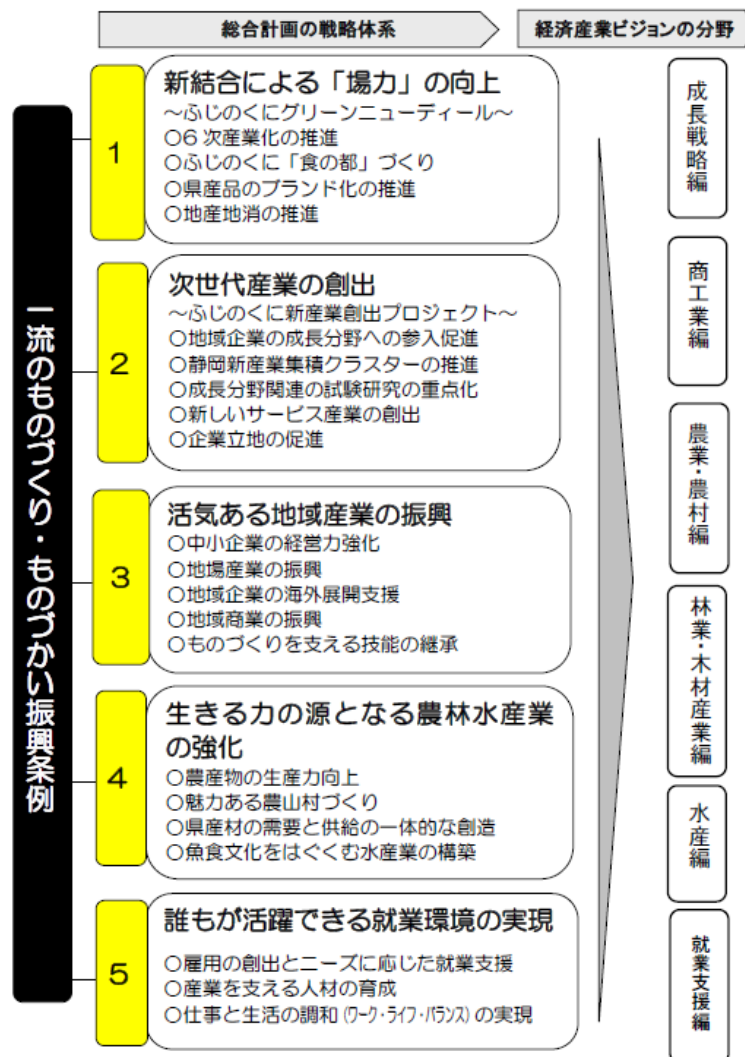 総合計画の戦略体系
経済産業ビジョンの分野
一流のものづくり・ものづかい振興条例
1
新結合による「場力」の向上
~ふじのくにグリーンニューディール~
○6次産業化の推進
○ふじのくに「食の都」づくり
○県産品のブランド化の推進
○地産地消の推進
2
次世代産業の創出
~ふじのくに新産業創出プロジェクト~
○地域企業の成長分野への参入促進
○静岡新産業集積クラスターの推進
○成長分野関連の試験研究の重点化
○新しいサービス産業の創出
○企業立地の促進
3
活気ある地域産業の振興
○中小企業の経営力強化
○地場産業の振興
○地域企業の海外展開支援
○地域商業の振興
○ものづくりを支える技能の継承
4
生きる力の源となる農林水産業
の強化
○農産物の生産力向上
○魅力ある農山村づくり
○県産材の需要と供給の一体的な創造
○魚食文化をはぐくむ水産業の構築
5
誰もが活躍できる就業環境の実現
○雇用の創出とニーズに応じた就業支援
○産業を支える人材の育成
○仕事と生活の調和(ワーク・ライフ・バランス)の実現
成長戦略編
商工業編
農業・農村編
林業・木材産業編
水産編
就業支援編